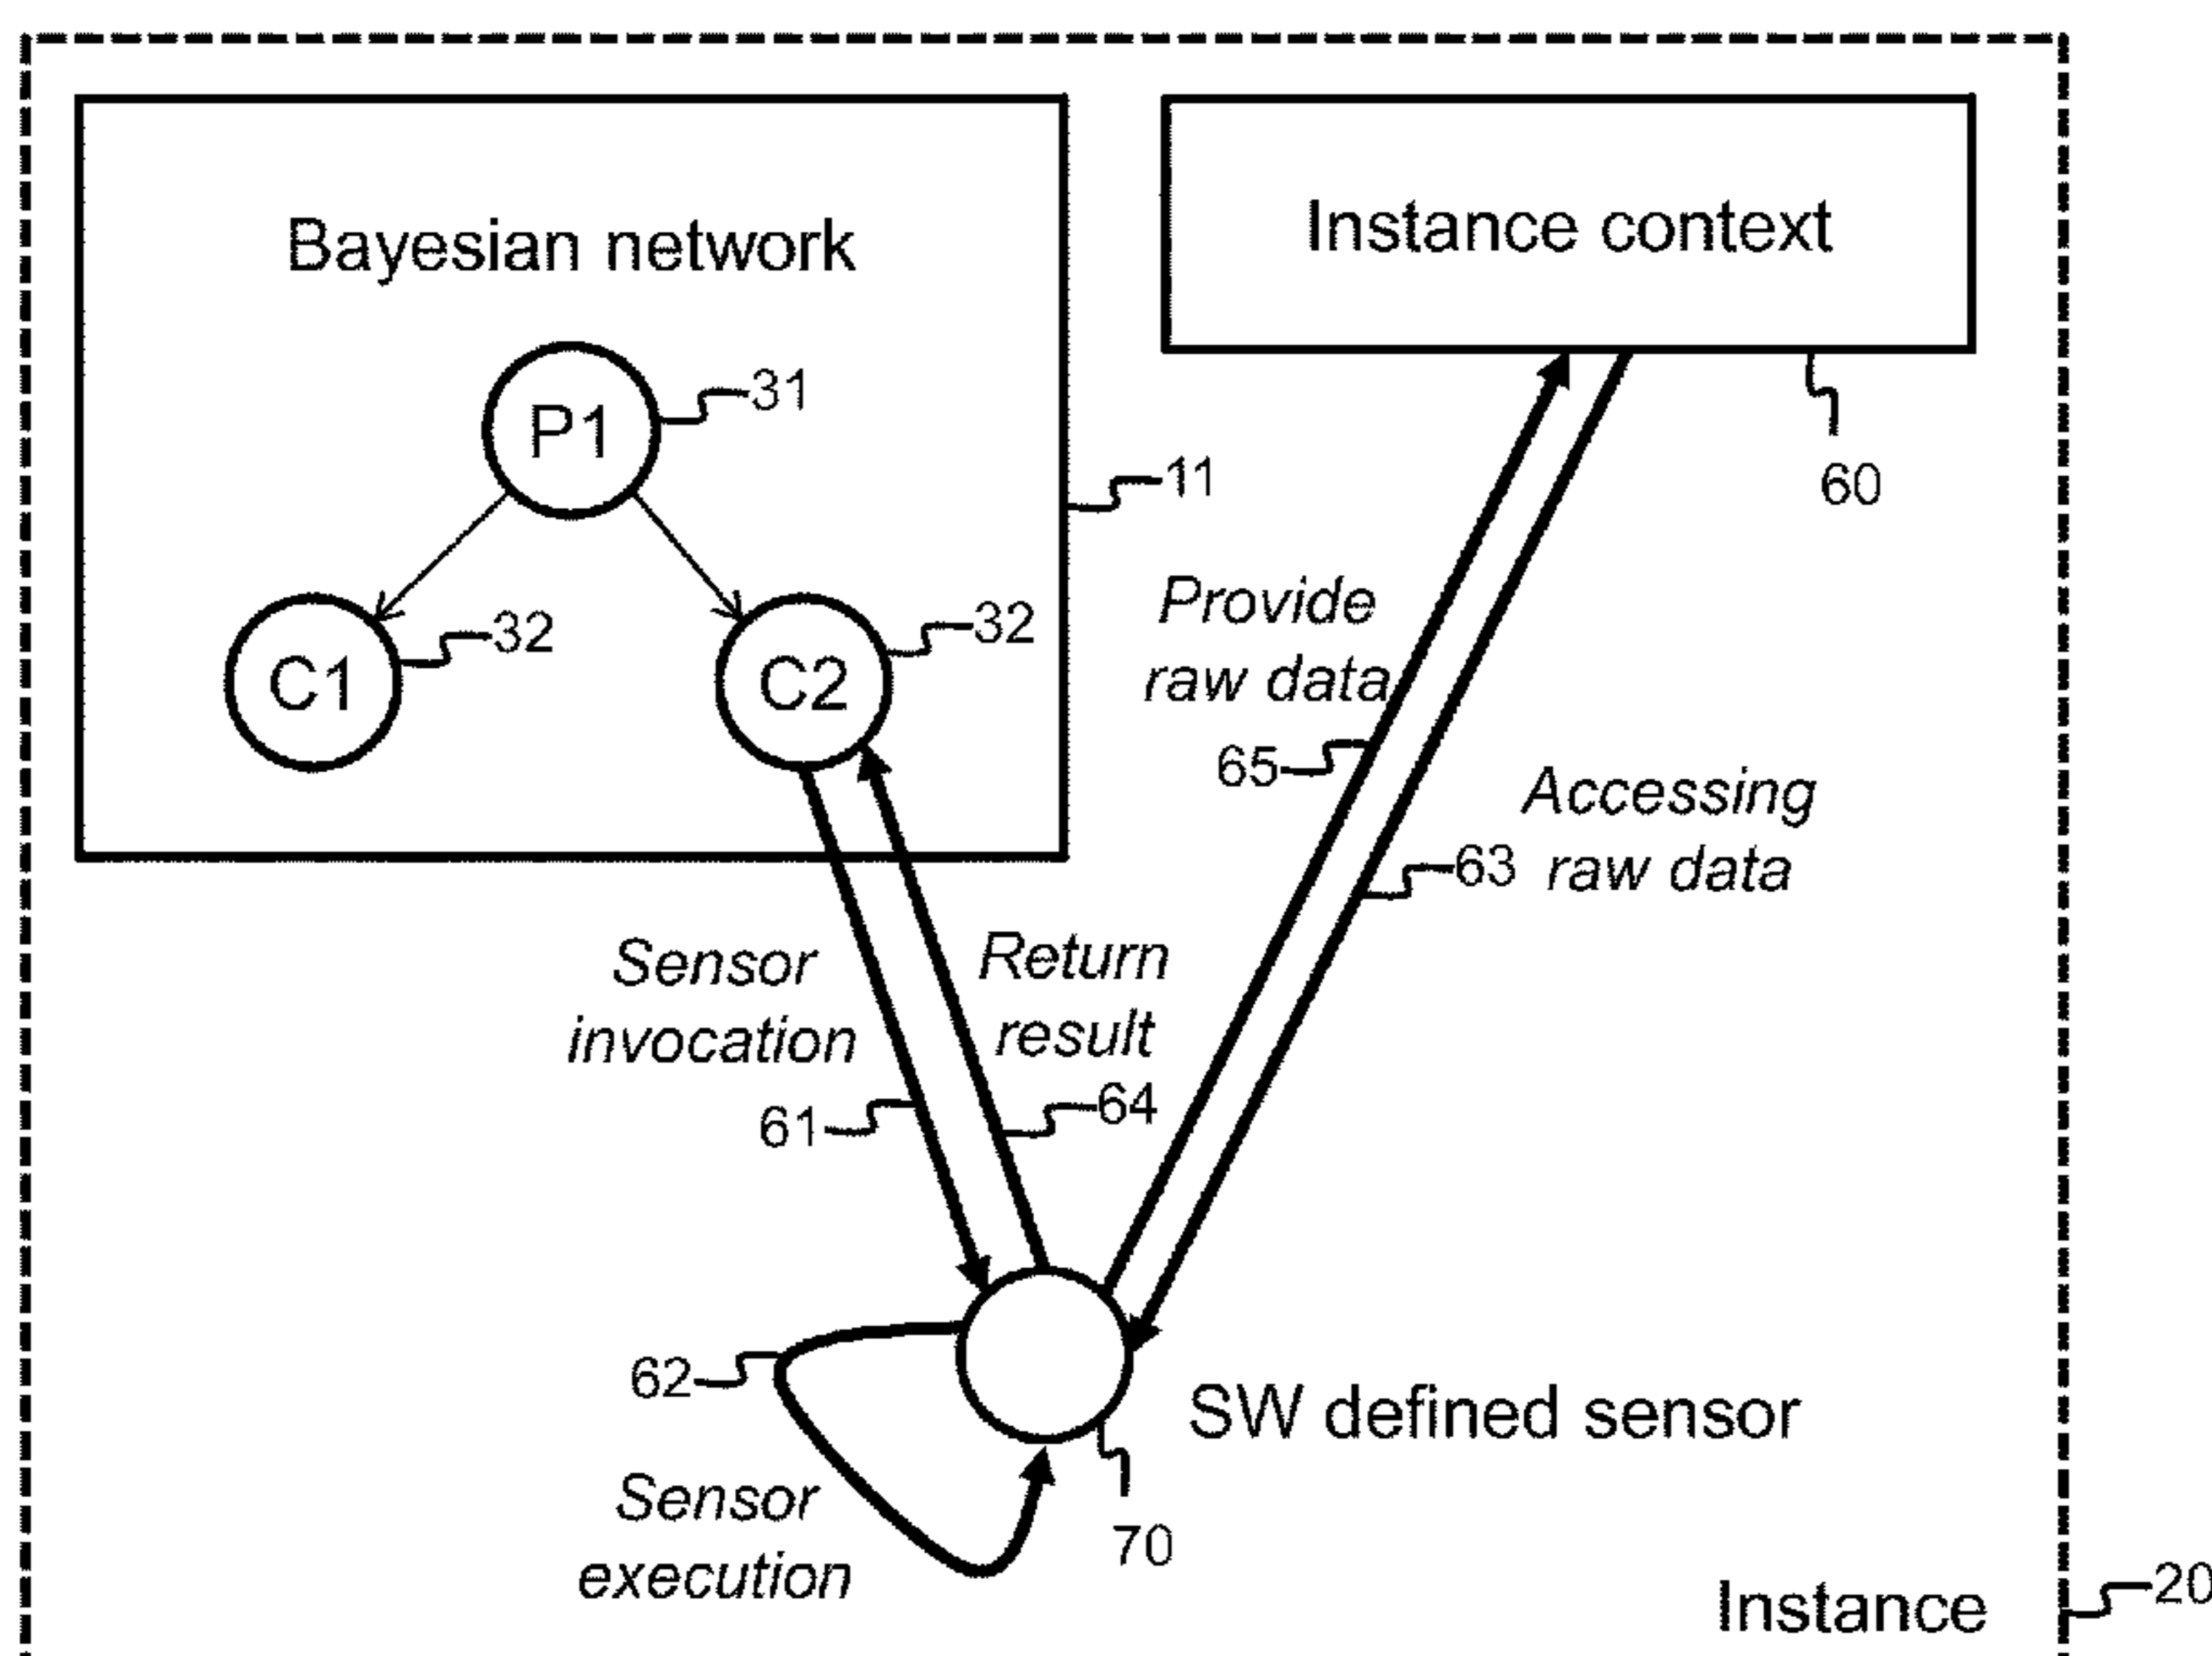 Bayesian network
Instance context
P1
31
11
60
C1
32
C2
32
Provide
raw data
65
Accessing
63 raw data
Sensor
invocation
61
Return
result
64
62
SW defined sensor
70
Sensor
execution
Instance
20